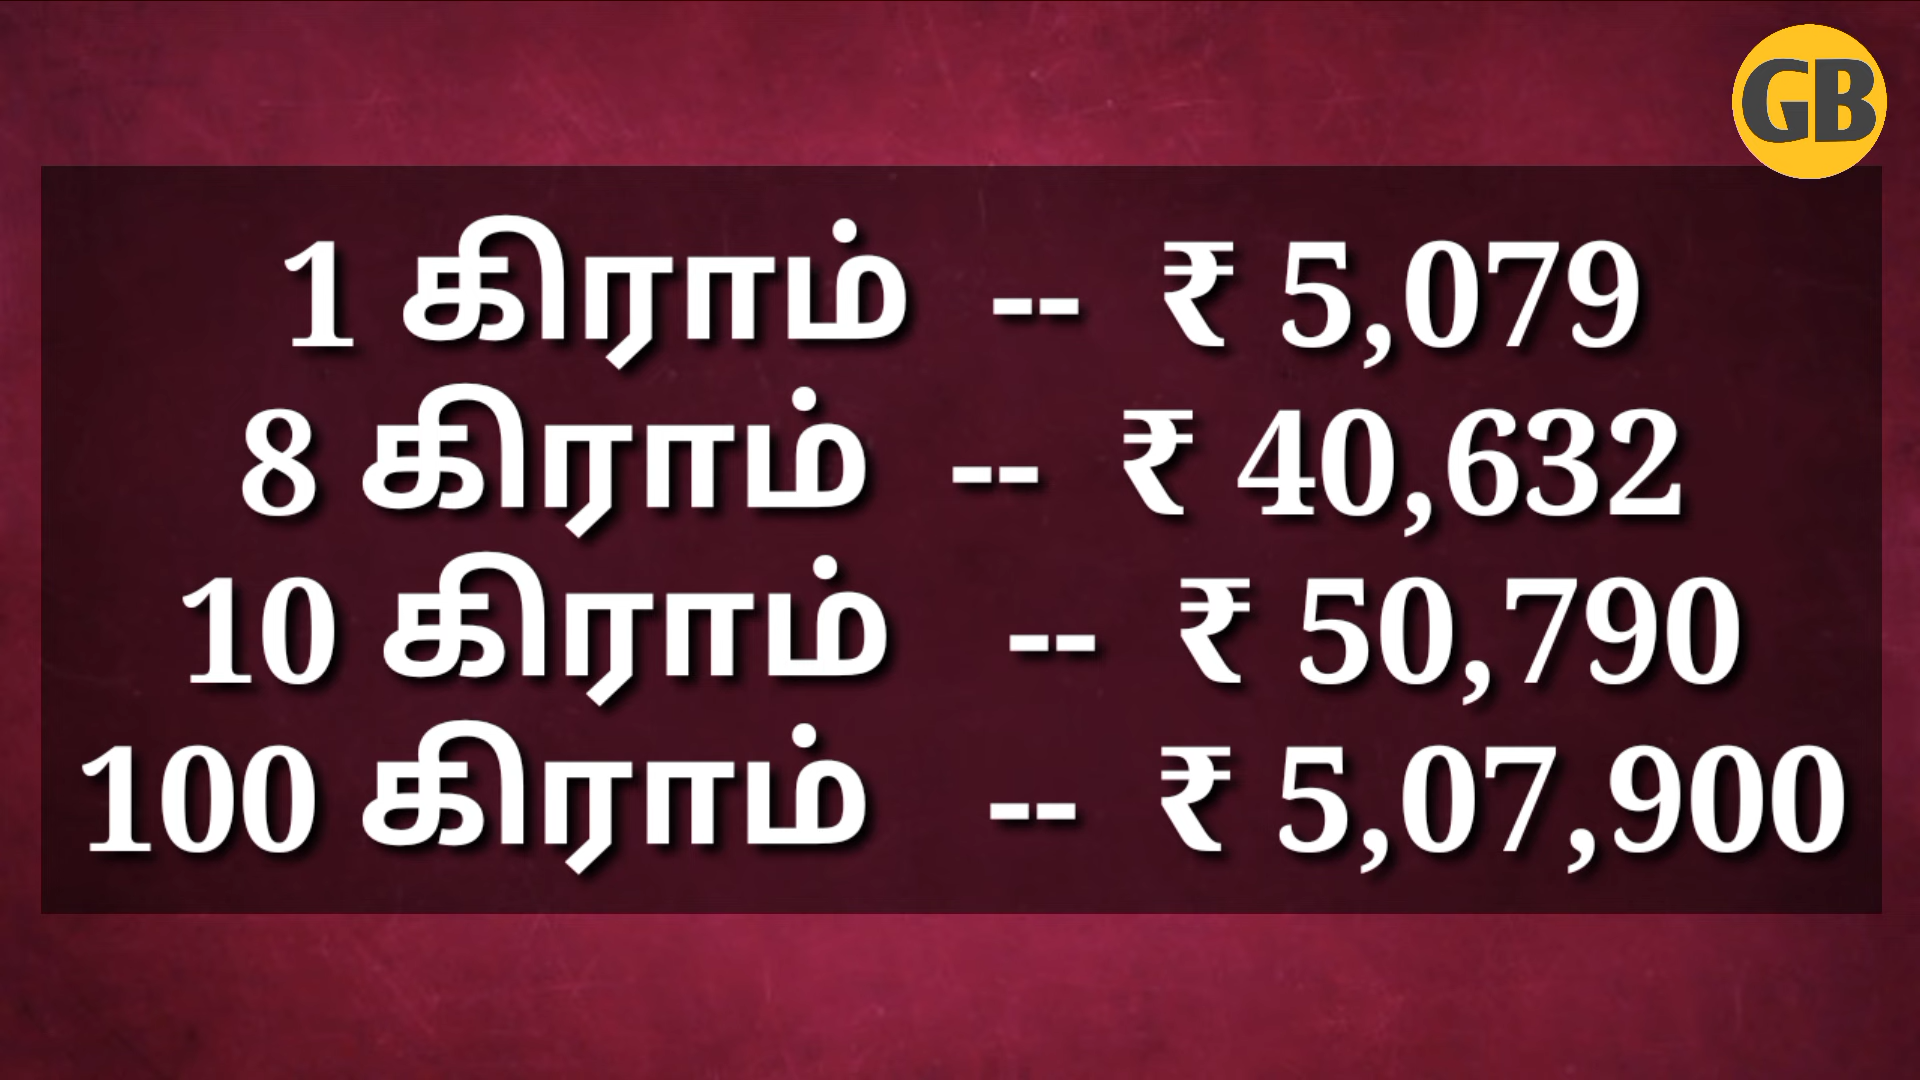 GB
1 கிராம் -- ₹ 5,079
8 கிராம் -- ₹ 40,632
10 கிராம் -- ₹ 50,790
100 கிராம் -- ₹ 5,07,900